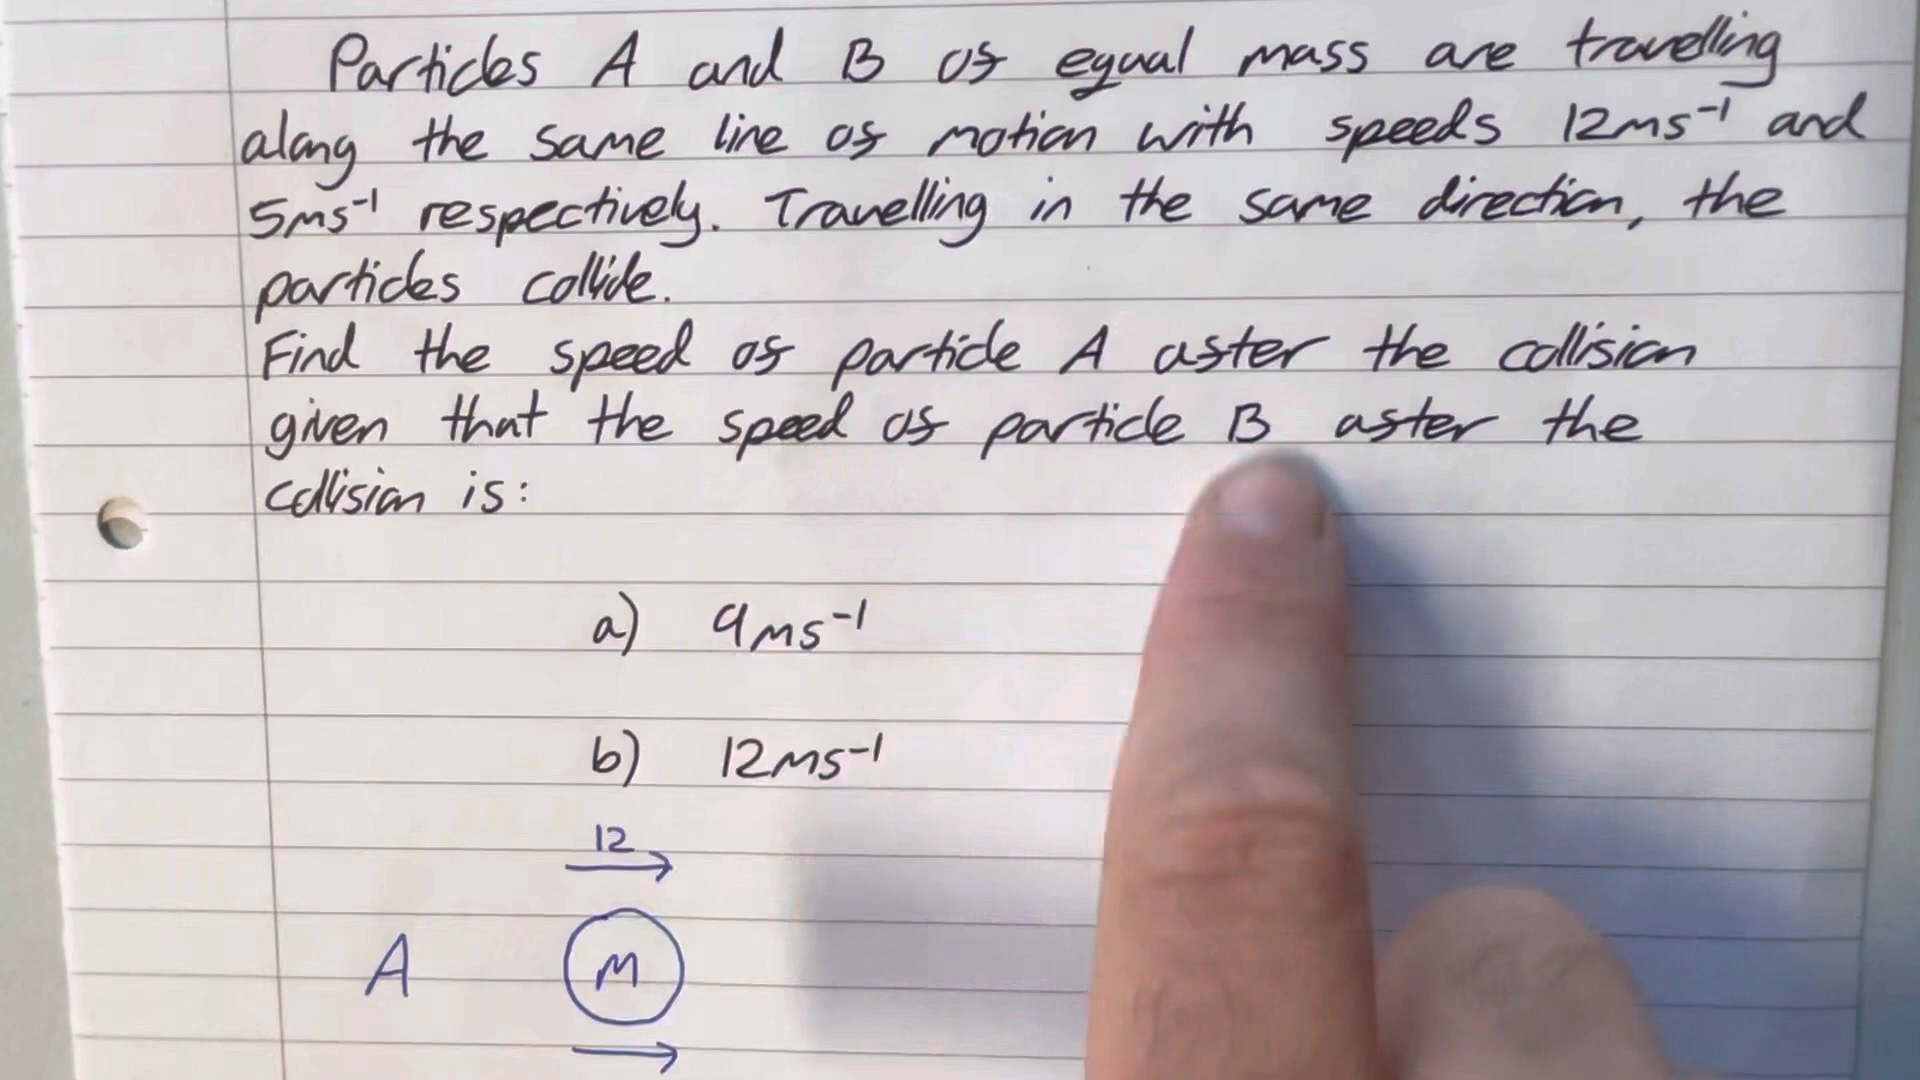 Particles A and B of equal mass are travelling
along the same line of motion with speeds 12ms⁻¹ and
5ms⁻¹ respectively. Travelling in the same direction, the
particles collide.
Find the speed of particle A after the collision
given that the speed of particle B after the
collision is:
a) 9ms⁻¹
b) 12ms⁻¹
12
A M